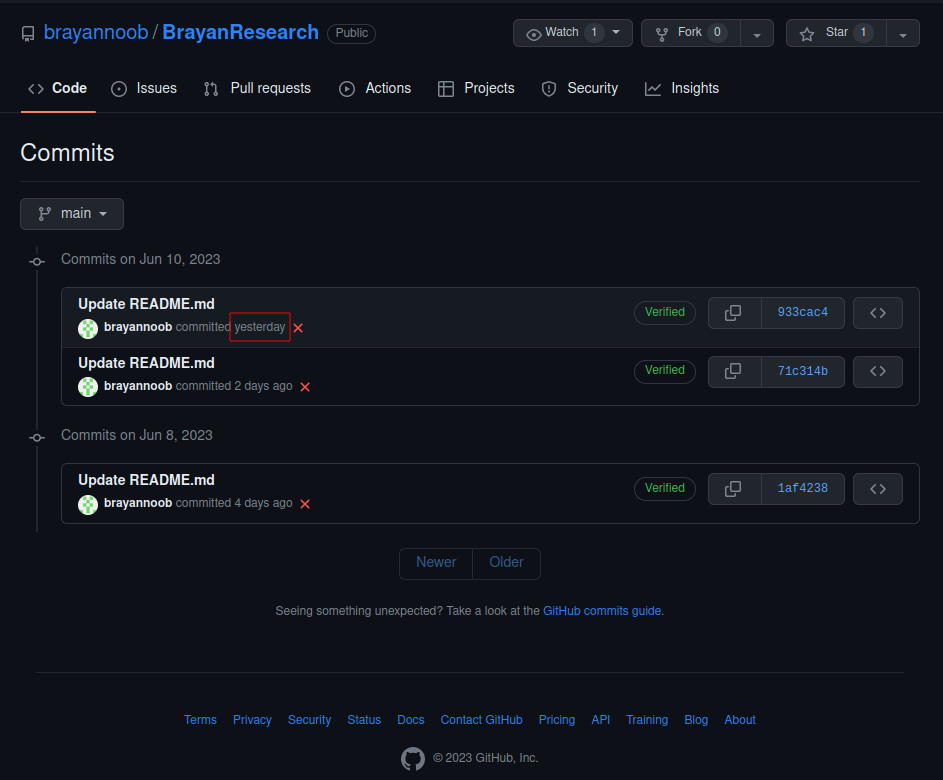 brayannoob / BrayanResearch Public Watch 1 Fork 0 Star 1
Code Issues Pull requests Actions Projects Security Insights
Commits
main
Commits on Jun 10, 2023
Update README.md
brayannoob committed yesterday
Verified 933cac4
Update README.md
brayannoob committed 2 days ago
Verified 71c314b
Commits on Jun 8, 2023
Update README.md
brayannoob committed 4 days ago
Verified 1af4238
Newer Older
Seeing something unexpected? Take a look at the GitHub commits guide.
Terms Privacy Security Status Docs Contact GitHub Pricing API Training Blog About
© 2023 GitHub, Inc.